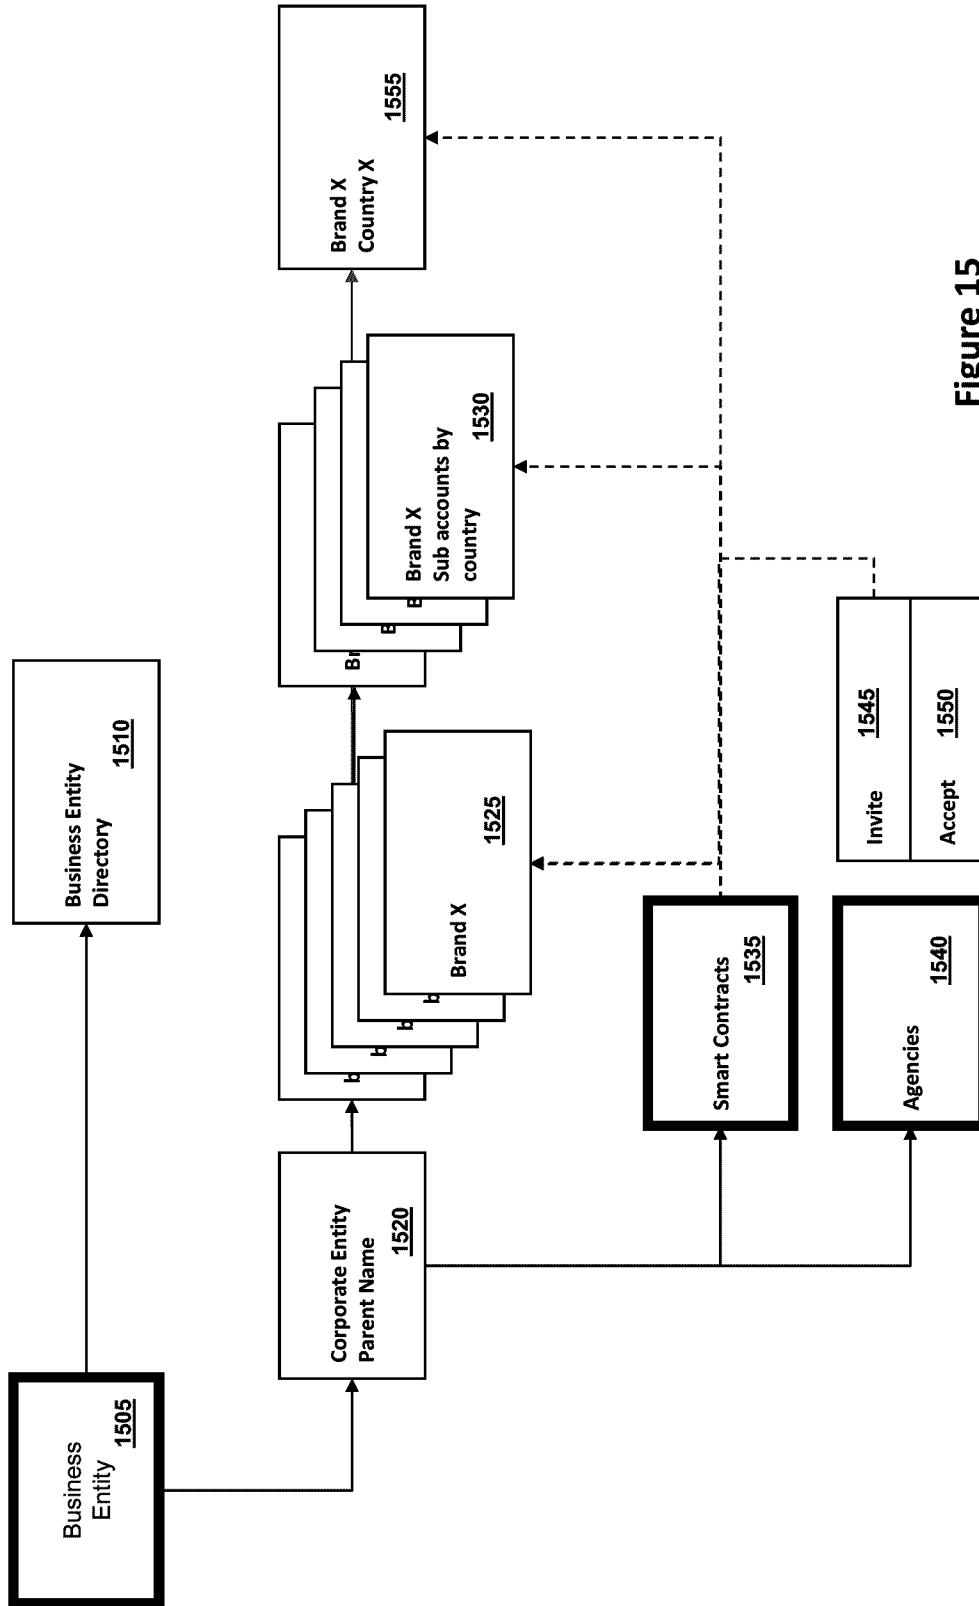 Business
Entity
1505
Business Entity
Directory
1510
Corporate Entity
Parent Name
1520
b
b
b
b
Brand X
1525
Br
B
B
Brand X
Sub accounts by
country
1530
Brand X
Country X
1555
Smart Contracts
1535
Agencies
1540
Invite
1545
Accept
1550
Figure 15